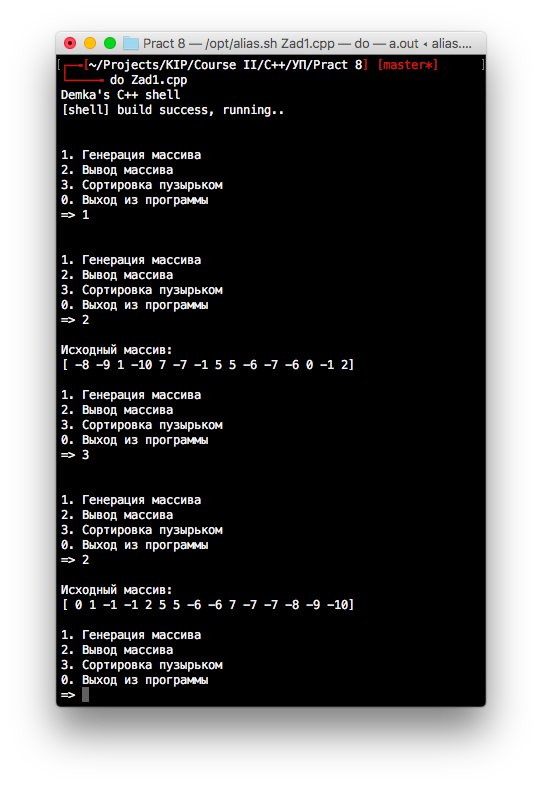 Pract 8 — /opt/alias.sh Zad1.cpp — do — a.out ◂ alias....
[~/Projects/KIP/Course II/C++/УП/Pract 8] [master*]
do Zad1.cpp
Demka's C++ shell
[shell] build success, running..
1. Генерация массива
2. Вывод массива
3. Сортировка пузырьком
0. Выход из программы
=> 1
1. Генерация массива
2. Вывод массива
3. Сортировка пузырьком
0. Выход из программы
=> 2
Исходный массив:
[ -8 -9 1 -10 7 -7 -1 5 5 -6 -7 -6 0 -1 2]
1. Генерация массива
2. Вывод массива
3. Сортировка пузырьком
0. Выход из программы
=> 3
1. Генерация массива
2. Вывод массива
3. Сортировка пузырьком
0. Выход из программы
=> 2
Исходный массив:
[ 0 1 -1 -1 2 5 5 -6 -6 7 -7 -7 -8 -9 -10]
1. Генерация массива
2. Вывод массива
3. Сортировка пузырьком
0. Выход из программы
=>